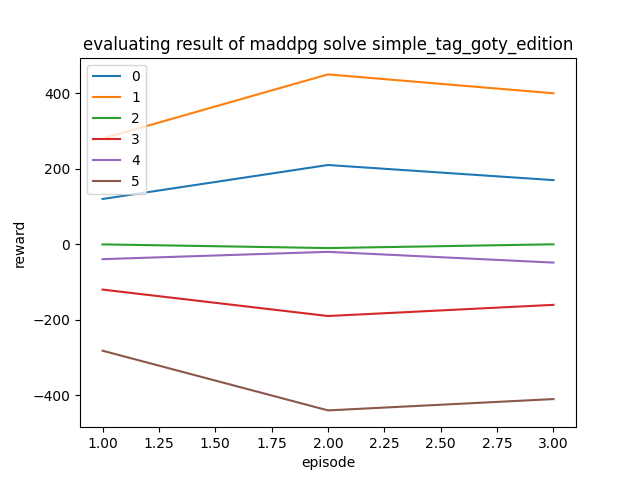 evaluating result of maddpg solve simple_tag_goty_edition
0
1
2
3
4
5
400
200
0
−200
−400
reward
1.00 1.25 1.50 1.75 2.00 2.25 2.50 2.75 3.00
episode